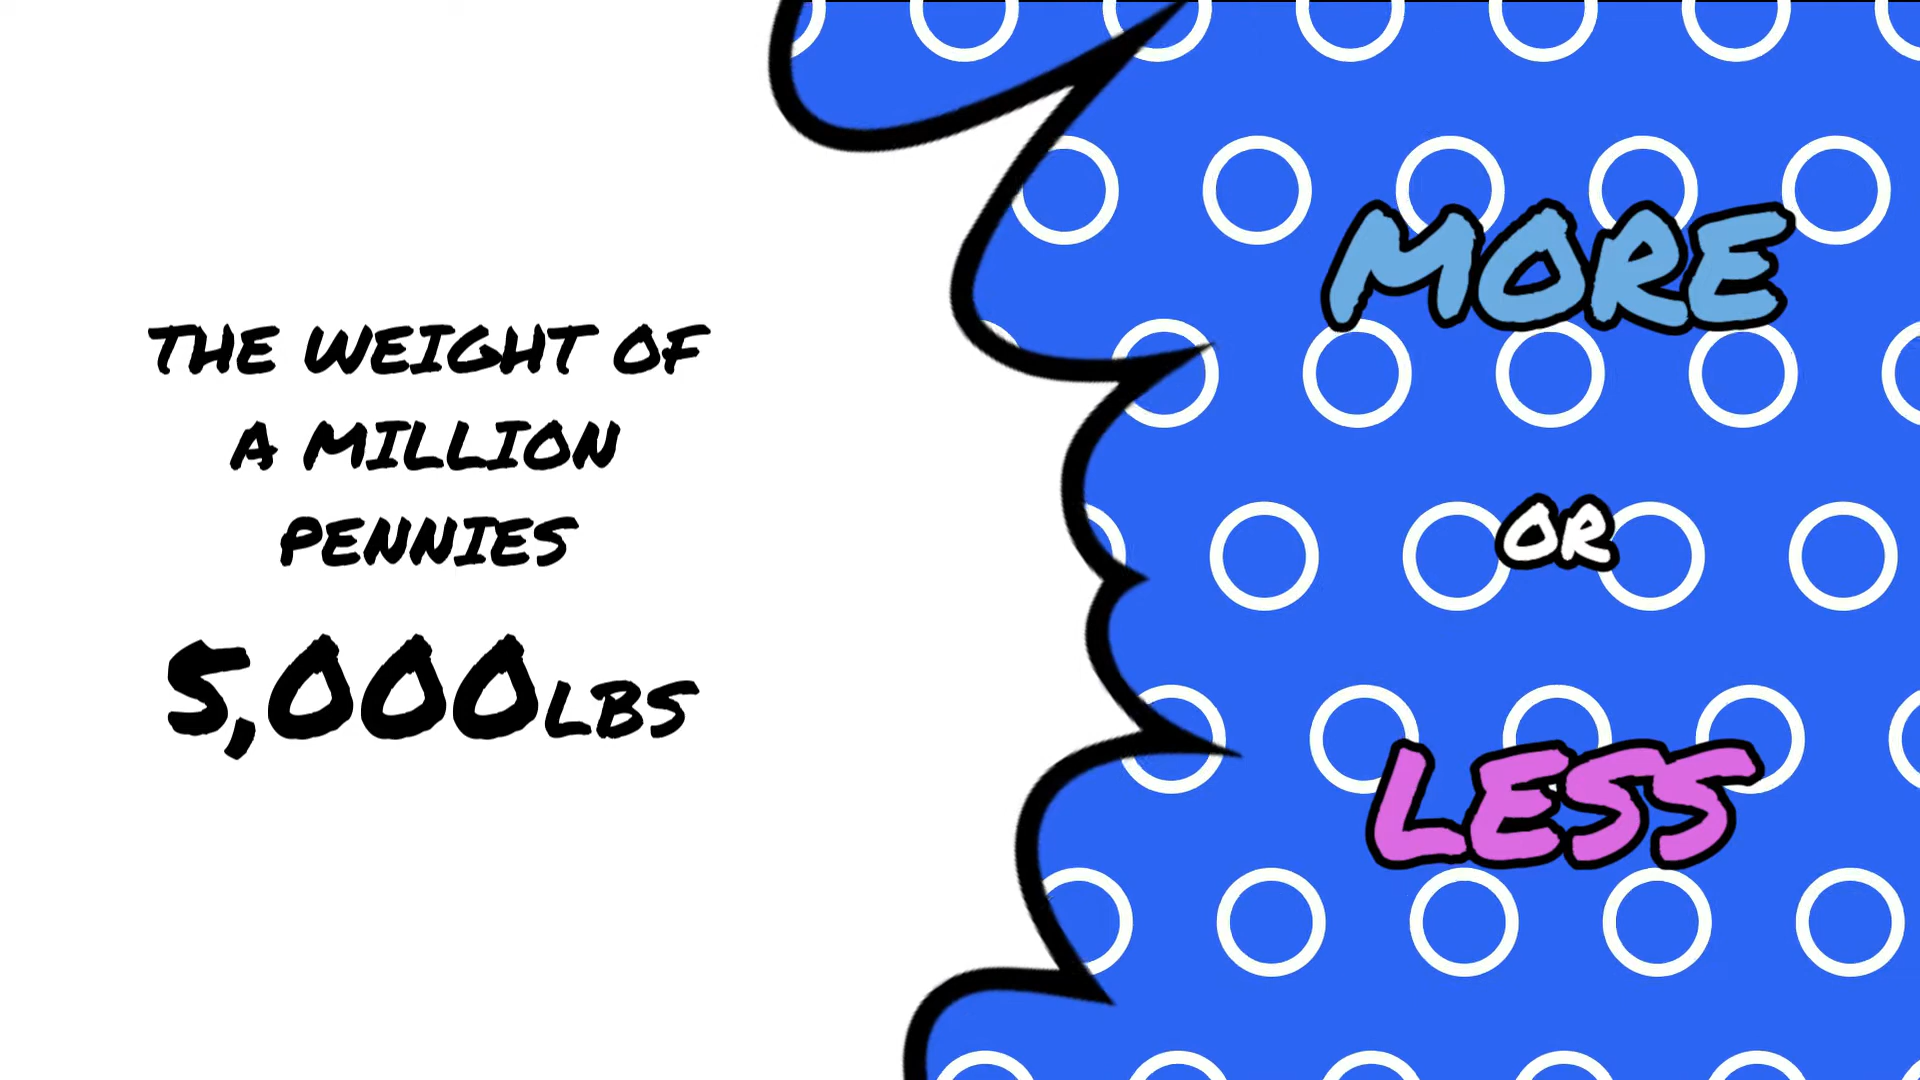 THE WEIGHT OF
A MILLION
PENNIES
5,000LBS
MORE
OR
LESS